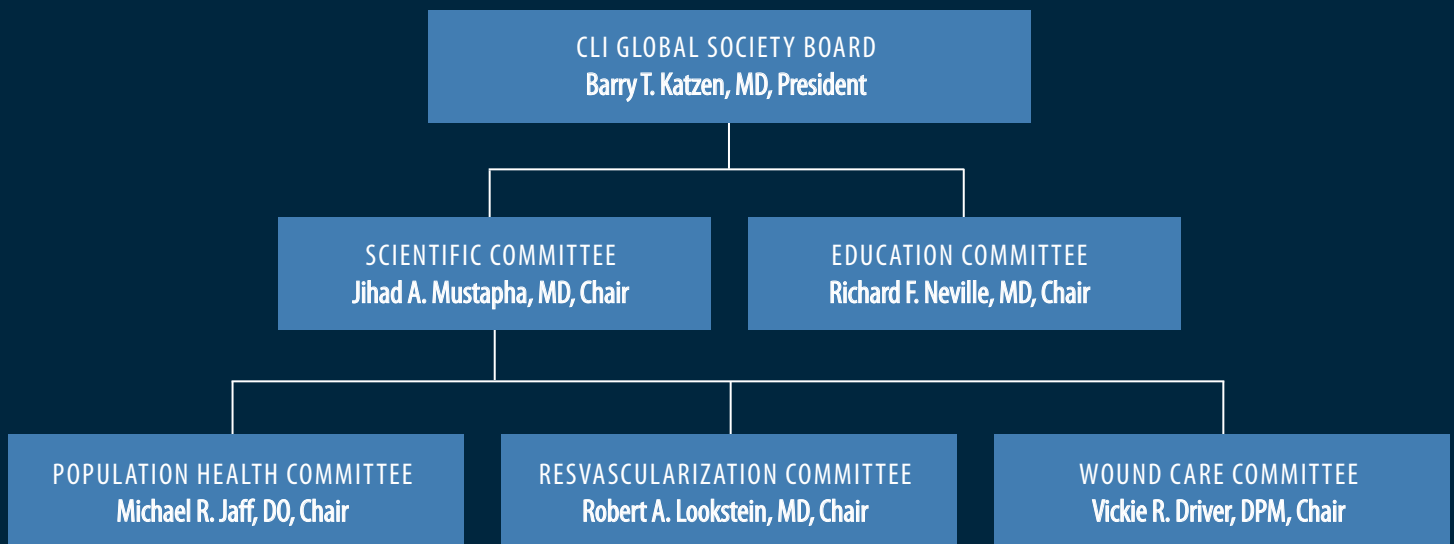 CLI GLOBAL SOCIETY BOARD
Barry T. Katzen, MD, President
SCIENTIFIC COMMITTEE
Jihad A. Mustapha, MD, Chair
EDUCATION COMMITTEE
Richard F. Neville, MD, Chair
POPULATION HEALTH COMMITTEE
Michael R. Jaff, DO, Chair
RESVASCULARIZATION COMMITTEE
Robert A. Lookstein, MD, Chair
WOUND CARE COMMITTEE
Vickie R. Driver, DPM, Chair